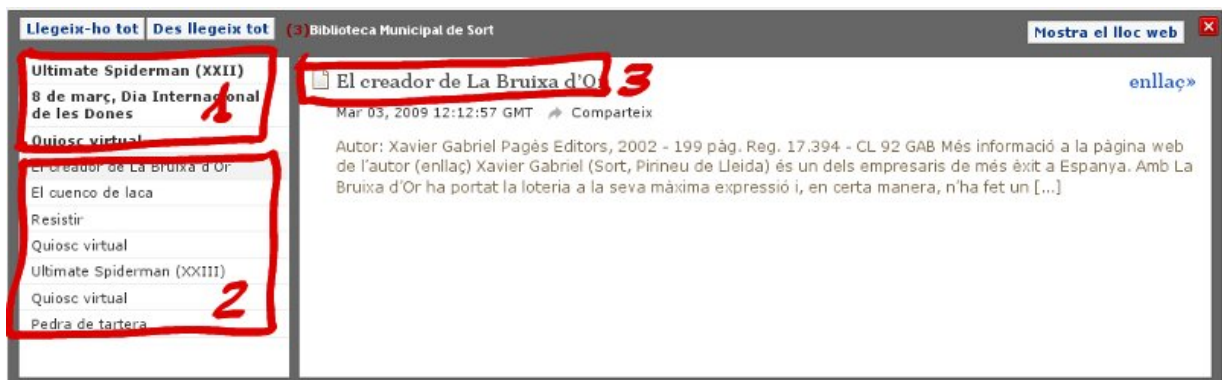 Llegeix-ho tot Des llegeix tot (3)Biblioteca Municipal de Sort Mostra el lloc web
Ultimate Spiderman (XXII)
8 de març, Dia Internacional
de les Dones
1
Quiosc virtual
El creador de La Bruixa d'Or
El cuenco de laca
Resistir
Quiosc virtual
Ultimate Spiderman (XXIII)
Quiosc virtual
2
Pedra de tartera
El creador de La Bruixa d'Or 3 enllaç»
Mar 03, 2009 12:12:57 GMT Comparteix
Autor: Xavier Gabriel Pagès Editors, 2002 - 199 pàg. Reg. 17.394 - CL 92 GAB Més informació a la pàgina web
de l'autor (enllaç) Xavier Gabriel (Sort, Pirineu de Lleida) és un dels empresaris de més èxit a Espanya. Amb La
Bruixa d'Or ha portat la loteria a la seva màxima expressió i, en certa manera, n'ha fet un [...]